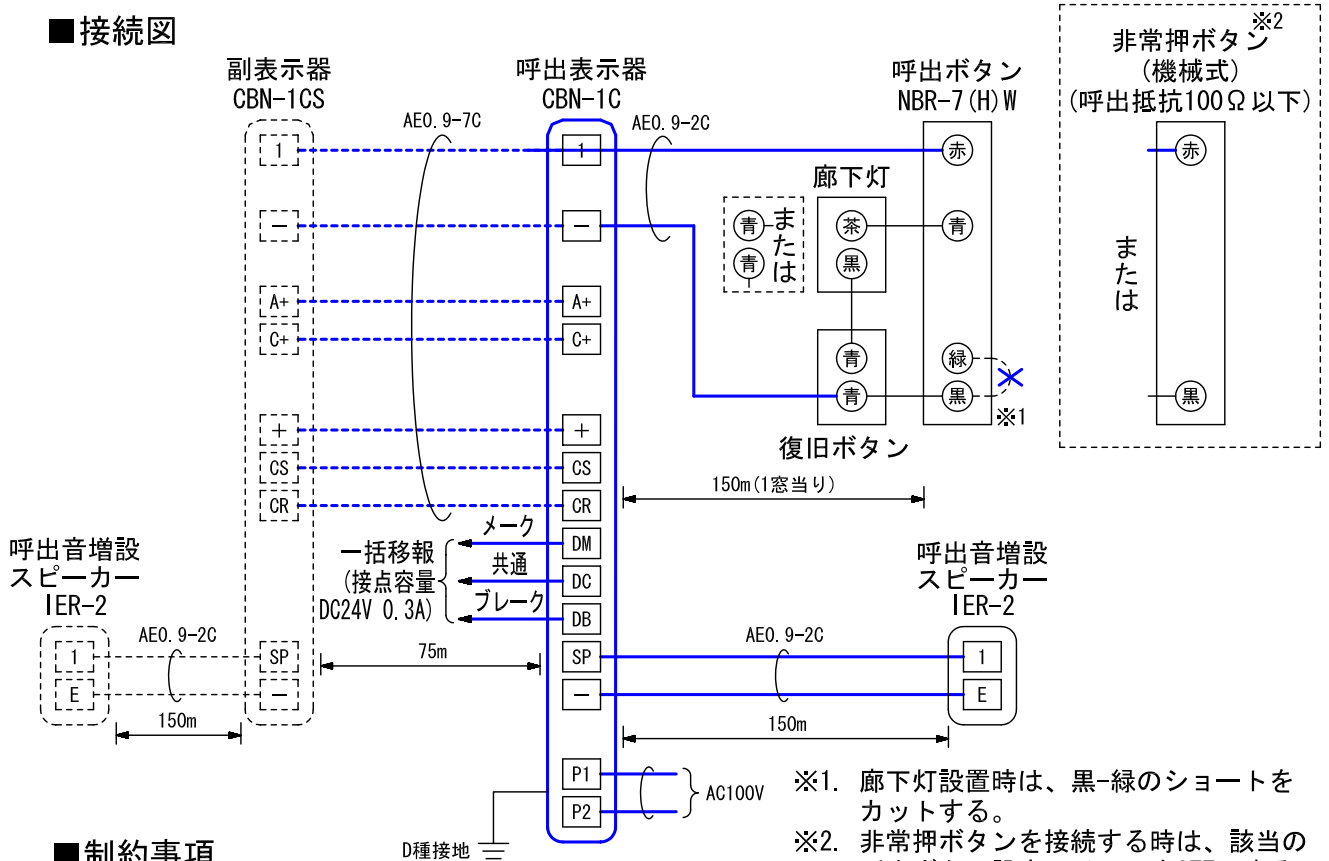 ■接続図
副表示器
CBN-1CS
呼出表示器
CBN-1C
呼出ボタン
NBR-7(H)W
※2
非常押ボタン
(機械式)
(呼出抵抗100Ω以下)
AE0.9-7C
AE0.9-2C
1
1
赤
赤
廊下灯
－
－
青
または
茶
青
青
黒
または
A+
A+
C+
C+
青
緑
青
黒
黒
※1
復旧ボタン
+
+
CS
CS
CR
CR
150m(1窓当り)
一括移報
(接点容量
DC24V 0.3A)
メーク
DM
共通
DC
ブレーク
DB
呼出音増設
スピーカー
IER-2
呼出音増設
スピーカー
IER-2
AE0.9-2C
AE0.9-2C
1
SP
75m
SP
1
E
－
－
E
150m
150m
P1
P2
AC100V
D種接地
※1. 廊下灯設置時は、黒-緑のショートを
カットする。
※2. 非常押ボタンを接続する時は、該当の
■制約事項